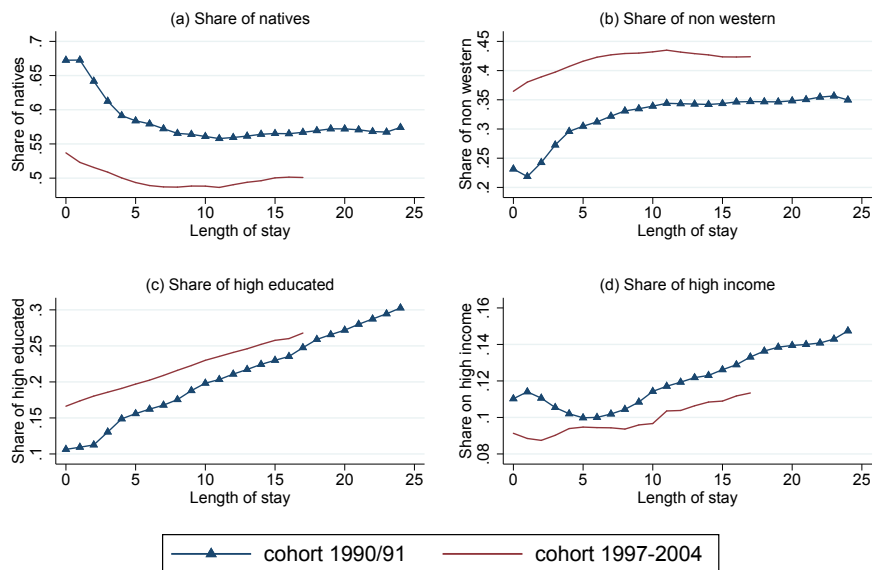 (a) Share of natives
(b) Share of non western
Share of natives
.5 .55 .6 .65 .7
0 5 10 15 20 25
Length of stay
Share of non western
.2 .25 .3 .35 .4 .45
0 5 10 15 20 25
Length of stay
(c) Share of high educated
(d) Share of high income
Share of high educated
.1 .15 .2 .25 .3
0 5 10 15 20 25
Length of stay
Share on high income
.08 .1 .12 .14 .16
0 5 10 15 20 25
Length of stay
cohort 1990/91
cohort 1997-2004